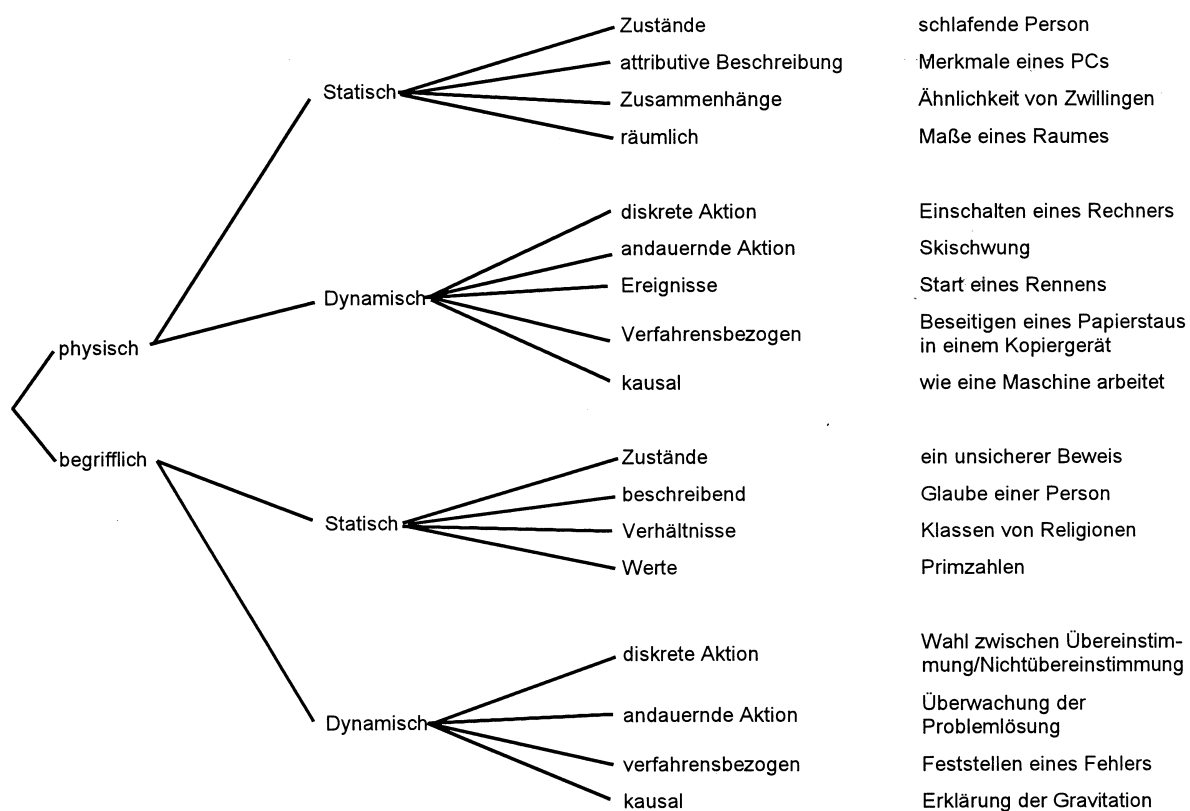 Zustände schlafende Person
attributive Beschreibung Merkmale eines PCs
Statisch
Zusammenhänge Ähnlichkeit von Zwillingen
räumlich Maße eines Raumes
diskrete Aktion Einschalten eines Rechners
andauernde Aktion Skischwung
Ereignisse Start eines Rennens
Dynamisch
Verfahrensbezogen Beseitigen eines Papierstaus
in einem Kopiergerät
physisch
kausal wie eine Maschine arbeitet
begrifflich
Zustände ein unsicherer Beweis
beschreibend Glaube einer Person
Statisch
Verhältnisse Klassen von Religionen
Werte Primzahlen
diskrete Aktion Wahl zwischen Übereinstim-
mung/Nichtübereinstimmung
Dynamisch
andauernde Aktion Überwachung der
Problemlösung
verfahrensbezogen Feststellen eines Fehlers
kausal Erklärung der Gravitation